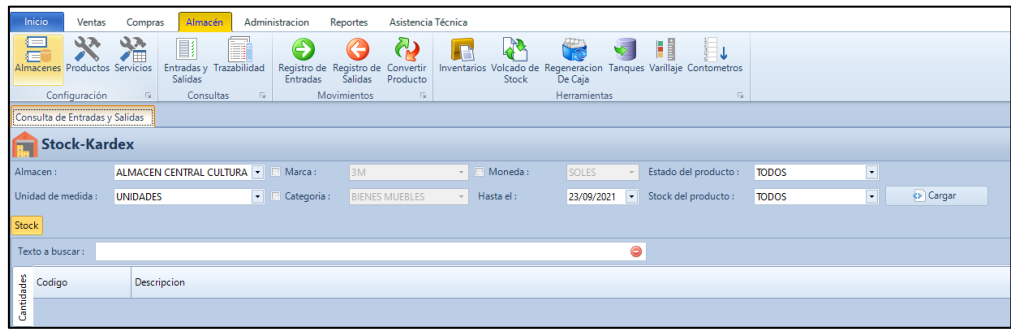 Inicio Ventas Compras Almacén Administracion Reportes Asistencia Técnica
Almacenes Productos Servicios Entradas y Salidas Trazabilidad Registro de Entradas Registro de Salidas Convertir Producto Inventarios Volcado de Stock Regeneracion De Caja Tanques Varillaje Contometros
Configuración Consultas Movimientos Herramientas
Consulta de Entradas y Salidas
Stock-Kardex
Almacen : ALMACEN CENTRAL CULTURA Marca : 3M Moneda : SOLES Estado del producto : TODOS
Unidad de medida : UNIDADES Categoria : BIENES MUEBLES Hasta el : 23/09/2021 Stock del producto : TODOS Cargar
Stock
Texto a buscar :
Codigo Descripcion
Cantidades